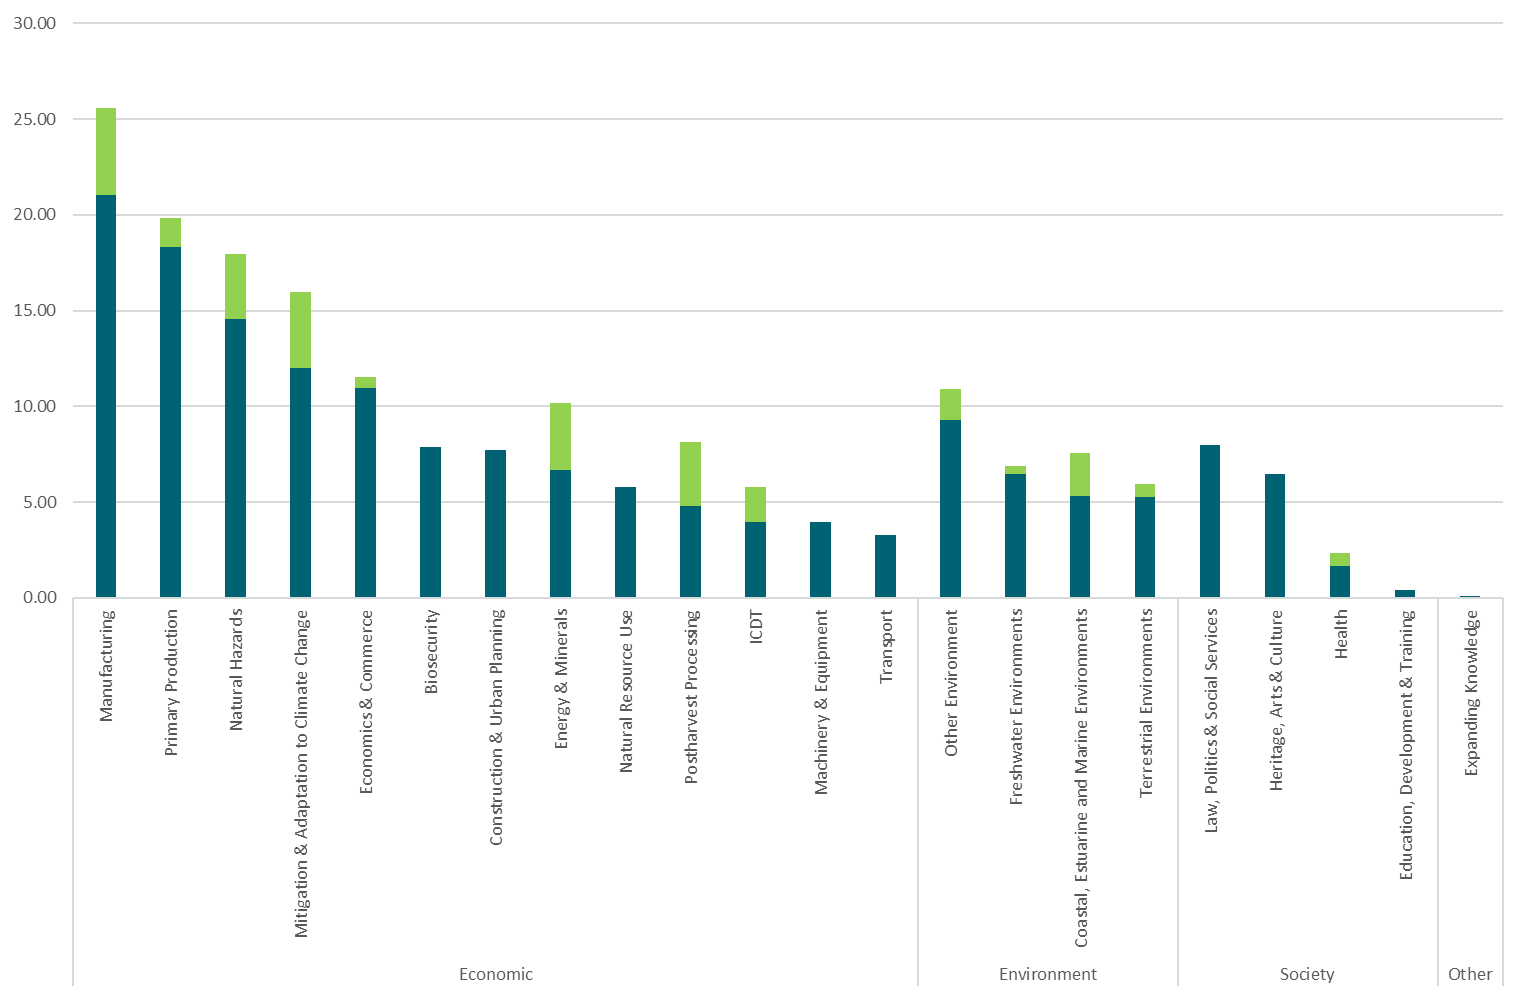 30.00
25.00
20.00
15.00
10.00
5.00
0.00
Manufacturing
Primary Production
Natural Hazards
Mitigation & Adaptation to Climate Change
Economics & Commerce
Biosecurity
Construction & Urban Planning
Energy & Minerals
Natural Resource Use
Postharvest Processing
ICDT
Machinery & Equipment
Transport
Other Environment
Freshwater Environments
Coastal, Estuarine and Marine Environments
Terrestrial Environments
Law, Politics & Social Services
Heritage, Arts & Culture
Health
Education, Development & Training
Expanding Knowledge
Economic
Environment
Society
Other